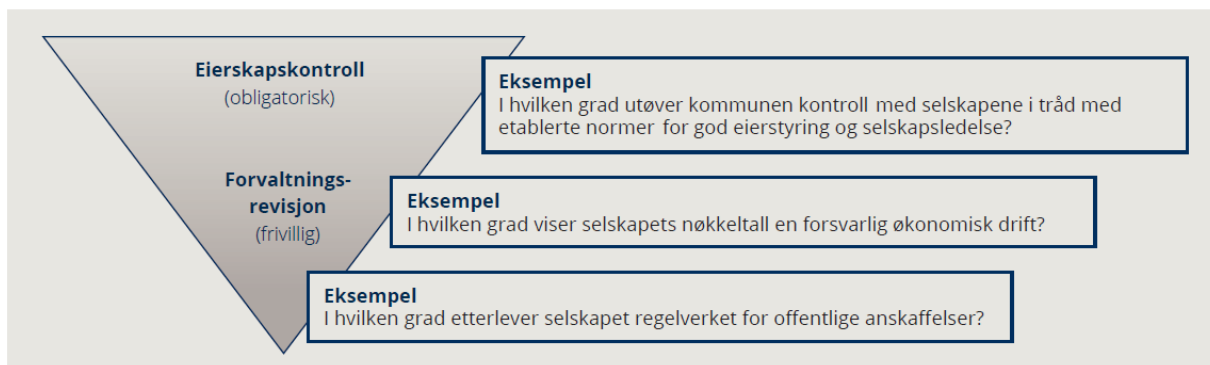 Eierskapskontroll
(obligatorisk)
Eksempel
I hvilken grad utøver kommunen kontroll med selskapene i tråd med
etablerte normer for god eierstyring og selskapsledelse?
Forvaltnings-
revisjon
(frivillig)
Eksempel
I hvilken grad viser selskapets nøkkeltall en forsvarlig økonomisk drift?
Eksempel
I hvilken grad etterlever selskapet regelverket for offentlige anskaffelser?